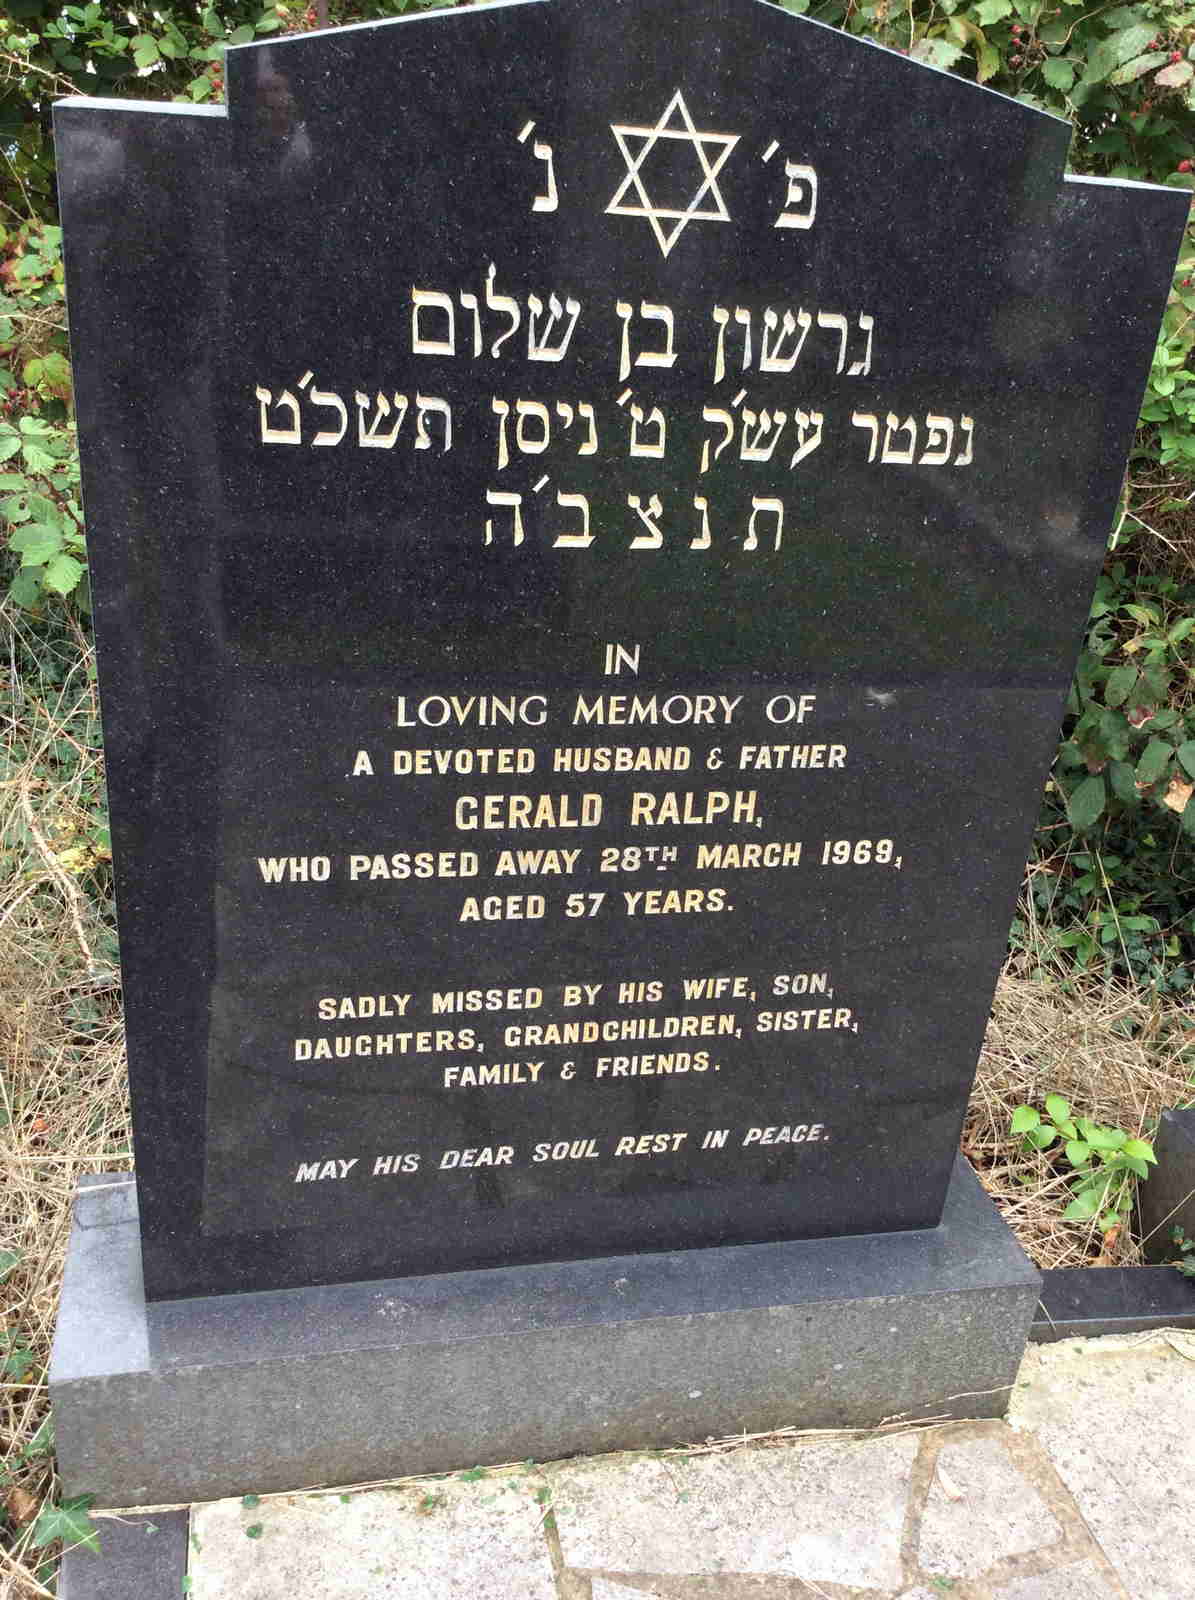 פ׳ נ׳
גרשון בן שלום
נפטר עש׳ק ט׳ ניסן תשכ׳ט
ת נ צ ב׳ה
IN
LOVING MEMORY OF
A DEVOTED HUSBAND & FATHER
GERALD RALPH,
WHO PASSED AWAY 28TH MARCH 1969,
AGED 57 YEARS.
SADLY MISSED BY HIS WIFE, SON,
DAUGHTERS, GRANDCHILDREN, SISTER,
FAMILY & FRIENDS.
MAY HIS DEAR SOUL REST IN PEACE.